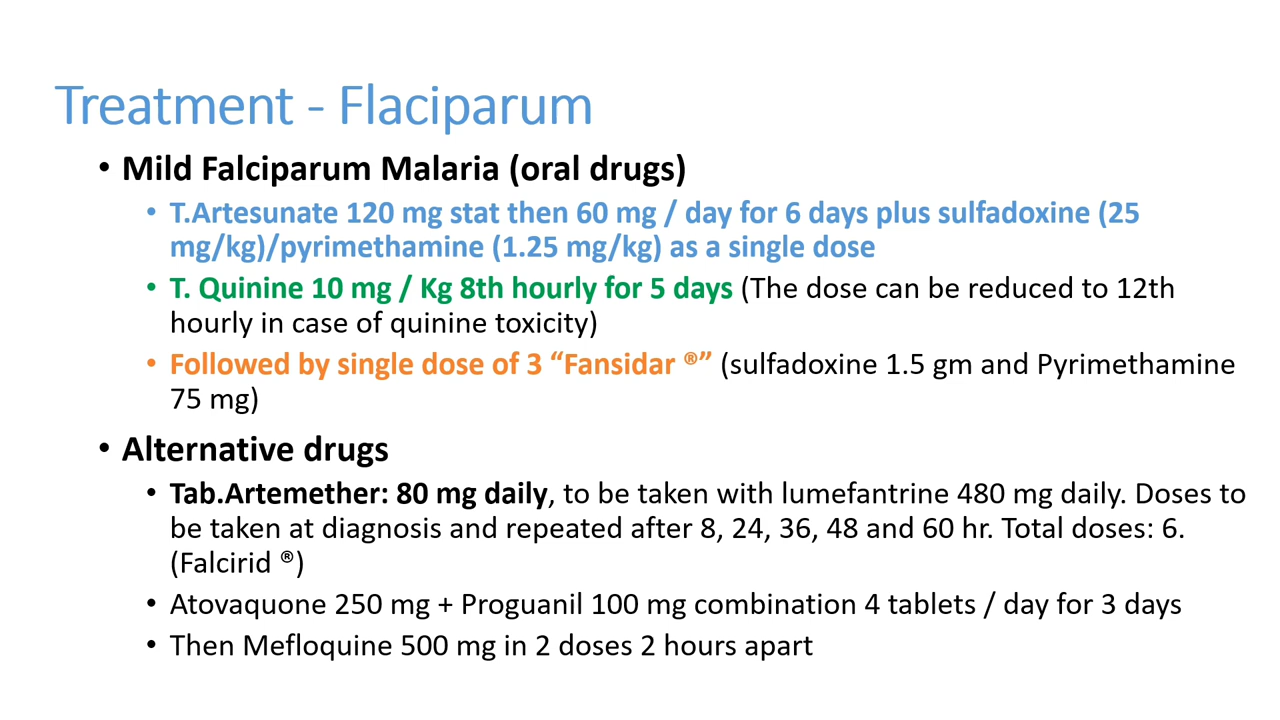 Treatment - Flaciparum
• Mild Falciparum Malaria (oral drugs)
• T.Artesunate 120 mg stat then 60 mg / day for 6 days plus sulfadoxine (25
mg/kg)/pyrimethamine (1.25 mg/kg) as a single dose
• T. Quinine 10 mg / Kg 8th hourly for 5 days (The dose can be reduced to 12th
hourly in case of quinine toxicity)
• Followed by single dose of 3 “Fansidar ®” (sulfadoxine 1.5 gm and Pyrimethamine
75 mg)
• Alternative drugs
• Tab.Artemether: 80 mg daily, to be taken with lumefantrine 480 mg daily. Doses to
be taken at diagnosis and repeated after 8, 24, 36, 48 and 60 hr. Total doses: 6.
(Falcirid ®)
• Atovaquone 250 mg + Proguanil 100 mg combination 4 tablets / day for 3 days
• Then Mefloquine 500 mg in 2 doses 2 hours apart